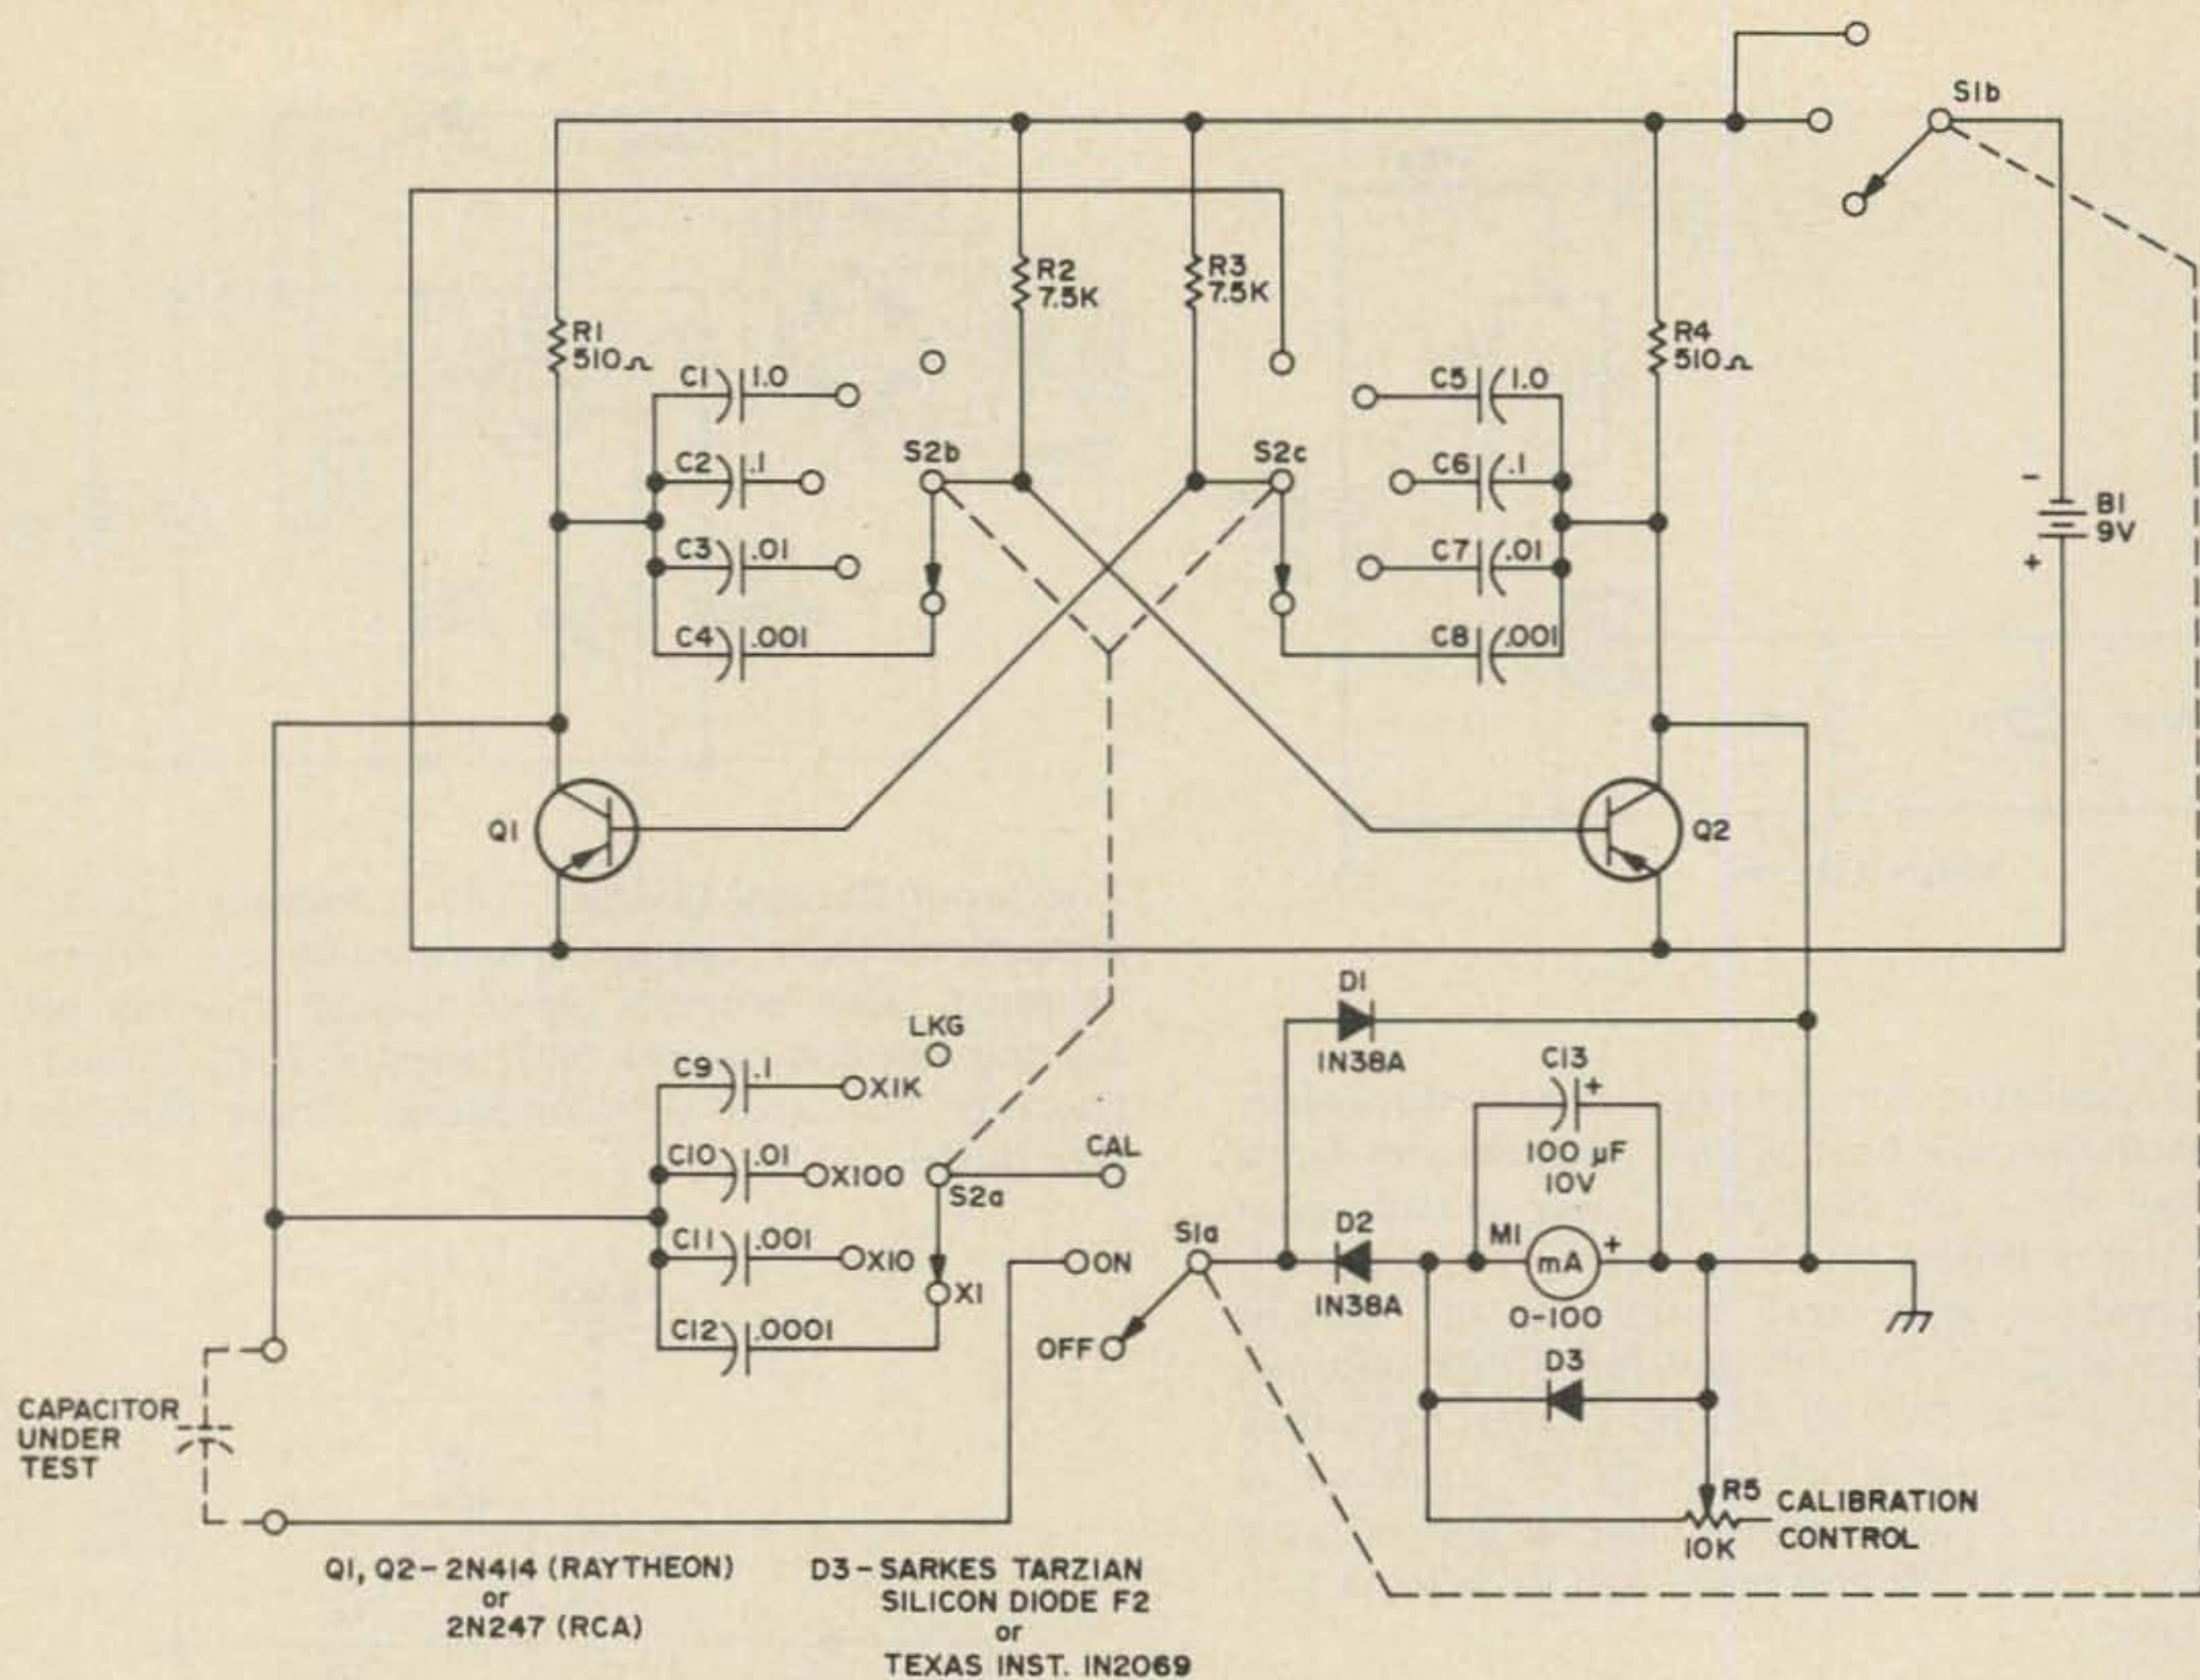 S1b
R2
7.5K
R3
7.5K
R1
510Ω
R4
510Ω
C1 1.0
C5 1.0
S2b
S2c
C2 .1
C6 .1
-
B1
9V
+
C3 .01
C7 .01
C4 .001
C8 .001
Q1
Q2
D1
1N38A
LKG
C9 .1
X1K
C13
+
100 µF
10V
C10 .01
X100
CAL
S2a
S1a
D2
1N38A
M1
+
mA
0-100
C11 .001
X10
ON
X1
C12 .0001
OFF
D3
CAPACITOR
UNDER
TEST
R5
10K
CALIBRATION
CONTROL
Q1, Q2-2N414 (RAYTHEON)
or
2N247 (RCA)
D3-SARKES TARZIAN
SILICON DIODE F2
or
TEXAS INST. IN2069